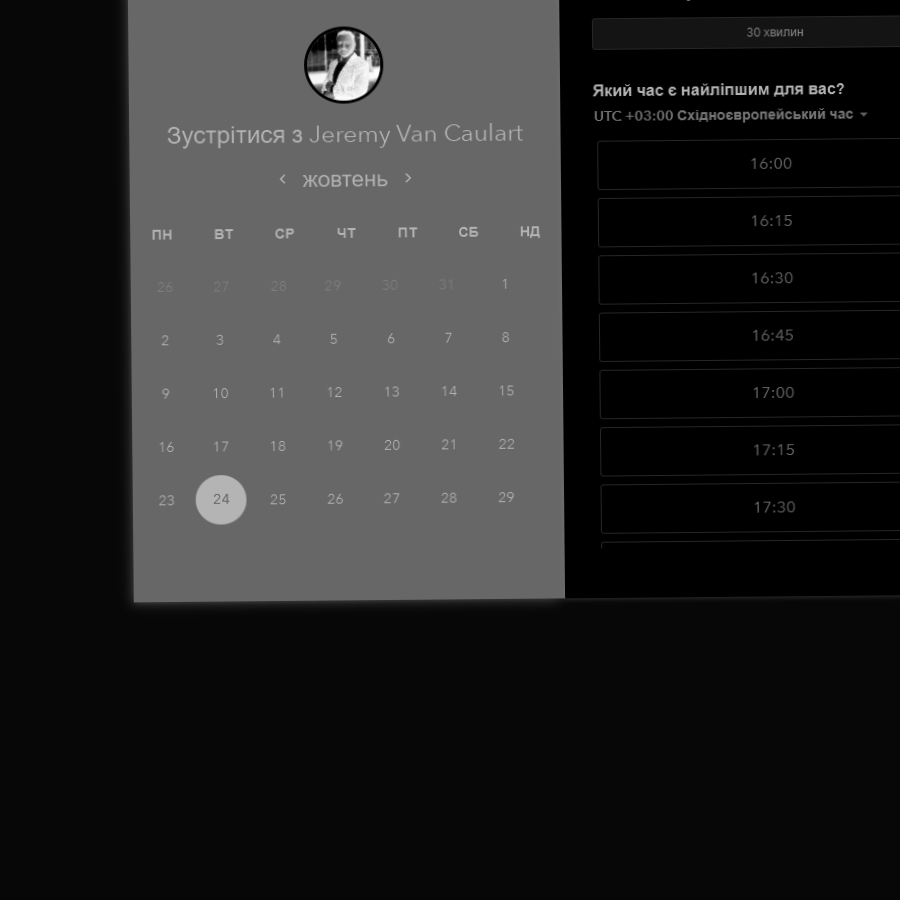 Зустрітися з Jeremy Van Caulart
‹ жовтень ›
ПН ВТ СР ЧТ ПТ СБ НД
26 27 28 29 30 31 1
2 3 4 5 6 7 8
9 10 11 12 13 14 15
16 17 18 19 20 21 22
23 24 25 26 27 28 29
30 хвилин
Який час є найліпшим для вас?
UTC +03:00 Східноєвропейський час
16:00
16:15
16:30
16:45
17:00
17:15
17:30